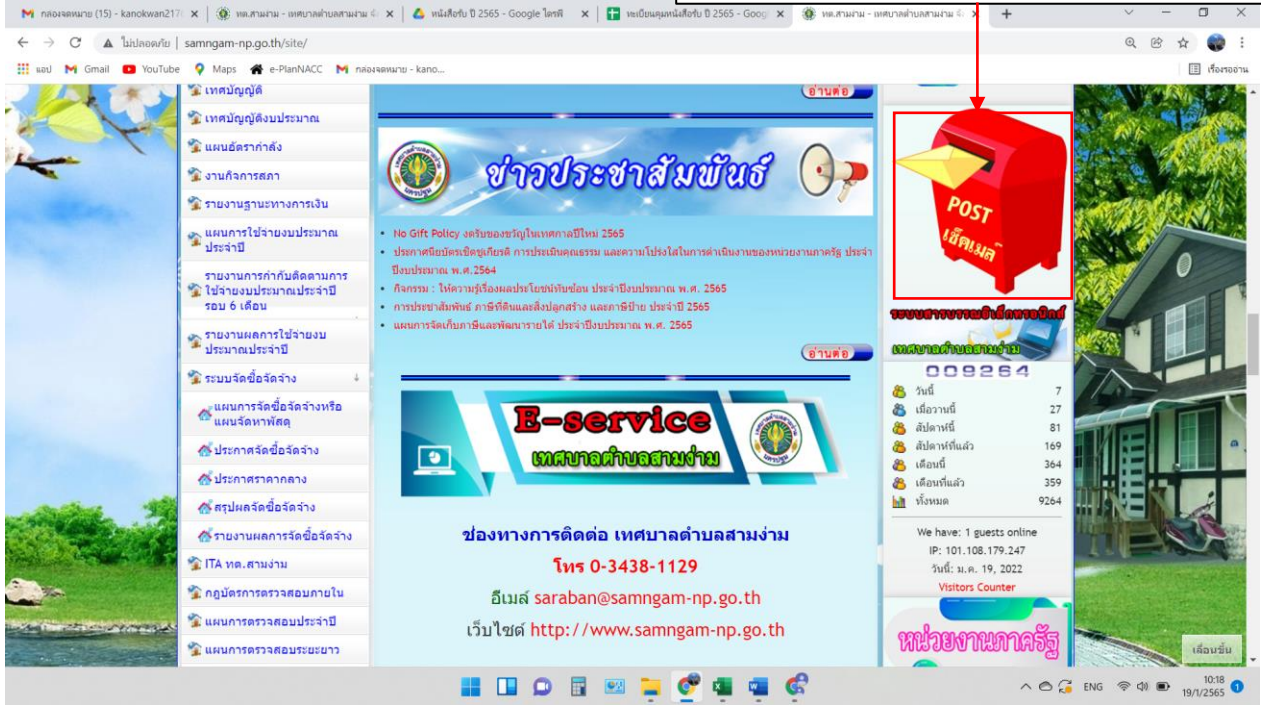 กล่องจดหมาย (15) - kanokwan217
ทต.สามง่าม - เทศบาลตำบลสามง่าม
หนังสือรับ ปี 2565 - Google ไดรฟ์
ทะเบียนคุมหนังสือรับ ปี 2565 - Goog
ทต.สามง่าม - เทศบาลตำบลสามง่าม
ไม่ปลอดภัย | samngam-np.go.th/site/
แอป
Gmail
YouTube
Maps
e-PlanNACC
กล่องจดหมาย - kano...
เรื่องรออ่าน
เทศบัญญัติ
เทศบัญญัติงบประมาณ
แผนอัตรากำลัง
งานกิจการสภา
รายงานฐานะทางการเงิน
แผนการใช้จ่ายงบประมาณ
ประจำปี
รายงานการกำกับติดตามการ
ใช้จ่ายงบประมาณประจำปี
รอบ 6 เดือน
รายงานผลการใช้จ่ายงบ
ประมาณประจำปี
ระบบจัดซื้อจัดจ้าง
แผนการจัดซื้อจัดจ้างหรือ
แผนจัดหาพัสดุ
ประกาศจัดซื้อจัดจ้าง
ประกาศราคากลาง
สรุปผลจัดซื้อจัดจ้าง
รายงานผลการจัดซื้อจัดจ้าง
ITA ทต.สามง่าม
กฎบัตรการตรวจสอบภายใน
แผนการตรวจสอบประจำปี
แผนการตรวจสอบระยะยาว
อ่านต่อ
ข่าวประชาสัมพันธ์
No Gift Policy งดรับของขวัญในเทศกาลปีใหม่ 2565
ประกาศนียบัตรเชิดชูเกียรติ การประเมินคุณธรรม และความโปร่งใสในการดำเนินงานของหน่วยงานภาครัฐ ประจำ
ปีงบประมาณ พ.ศ.2564
กิจกรรม : ให้ความรู้เรื่องผลประโยชน์ทับซ้อน ประจำปีงบประมาณ พ.ศ. 2565
การประชาสัมพันธ์ ภาษีที่ดินและสิ่งปลูกสร้าง และภาษีป้าย ประจำปี 2565
แผนการจัดเก็บภาษีและพัฒนารายได้ ประจำปีงบประมาณ พ.ศ. 2565
อ่านต่อ
E-service
เทศบาลตำบลสามง่าม
ช่องทางการติดต่อ เทศบาลตำบลสามง่าม
โทร 0-3438-1129
อีเมล์ saraban@samngam-np.go.th
เว็บไซต์ http://www.samngam-np.go.th
POST
เช็คเมล์
ระบบสารบรรณอิเล็กทรอนิกส์
เทศบาลตำบลสามง่าม
009264
วันนี้ 7
เมื่อวานนี้ 27
สัปดาห์นี้ 81
สัปดาห์ที่แล้ว 169
เดือนนี้ 364
เดือนที่แล้ว 359
ทั้งหมด 9264
We have: 1 guests online
IP: 101.108.179.247
วันนี้: ม.ค. 19, 2022
Visitors Counter
หน่วยงานภาครัฐ
เลื่อนขึ้น
ENG
10:18
19/1/2565
1